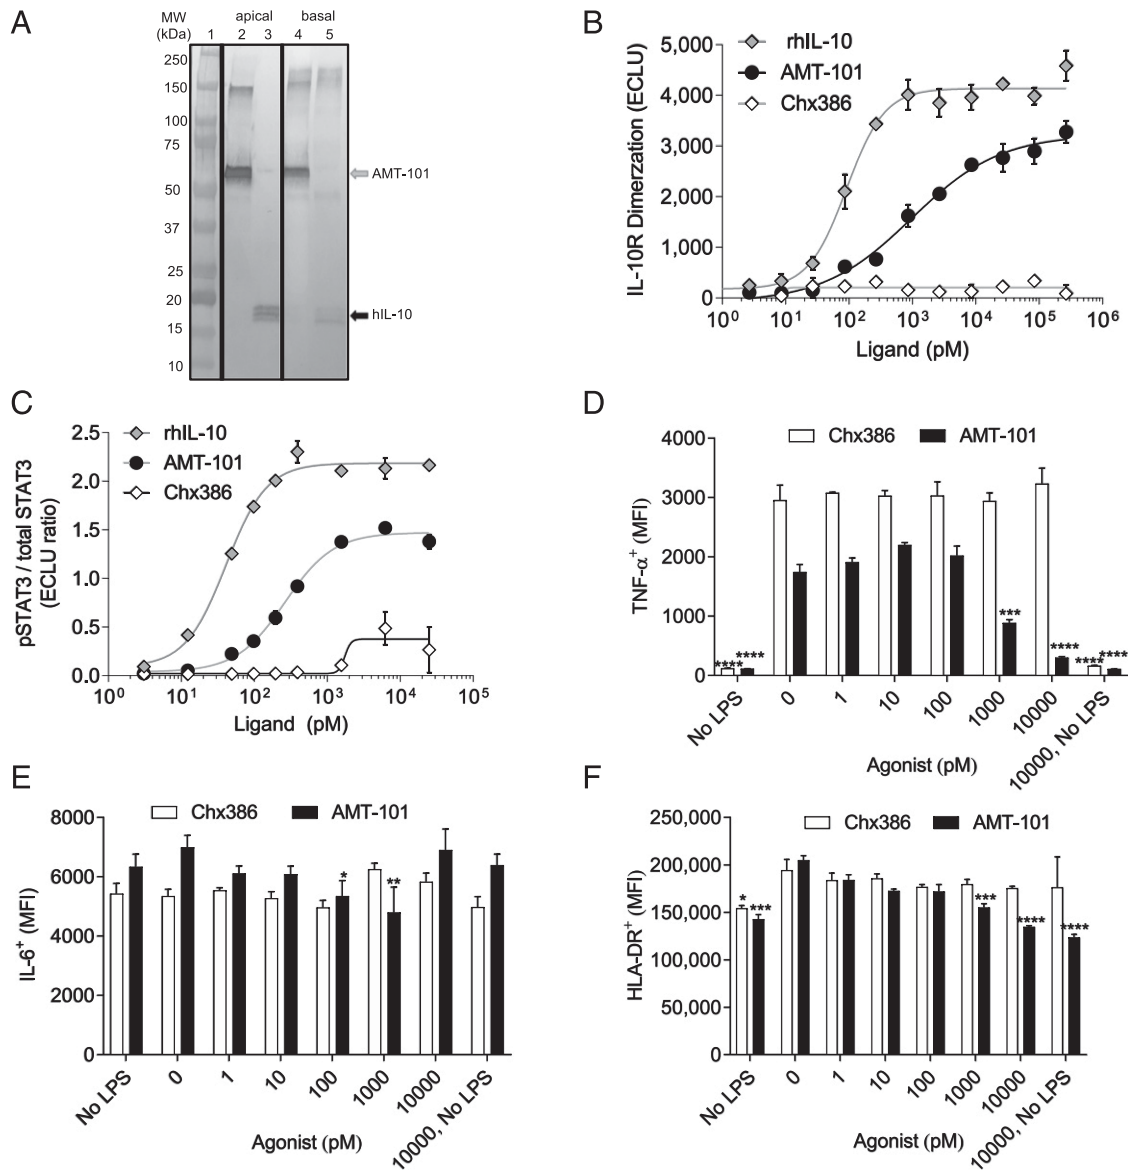 A
MW (kDa)
apical
basal
1
2
3
4
5
250
150
100
75
50
37
25
20
15
10
AMT-101
hIL-10
B
rhIL-10
AMT-101
Chx386
IL-10R Dimerzation (ECLU)
5,000
4,000
3,000
2,000
1,000
0
10^0
10^1
10^2
10^3
10^4
10^5
10^6
Ligand (pM)
C
rhIL-10
AMT-101
Chx386
pSTAT3 / total STAT3
(ECLU ratio)
2.5
2.0
1.5
1.0
0.5
0.0
10^0
10^1
10^2
10^3
10^4
10^5
Ligand (pM)
D
Chx386
AMT-101
TNF-α+ (MFI)
4000
3000
2000
1000
0
****
****
***
****
****
****
No LPS
0
1
10
100
1000
10000
10000, No LPS
Agonist (pM)
E
Chx386
AMT-101
IL-6+ (MFI)
8000
6000
4000
2000
0
*
**
No LPS
0
1
10
100
1000
10000
10000, No LPS
Agonist (pM)
F
Chx386
AMT-101
HLA-DR+ (MFI)
250,000
200,000
150,000
100,000
50,000
0
*
***
***
****
****
No LPS
0
1
10
100
1000
10000
10000, No LPS
Agonist (pM)